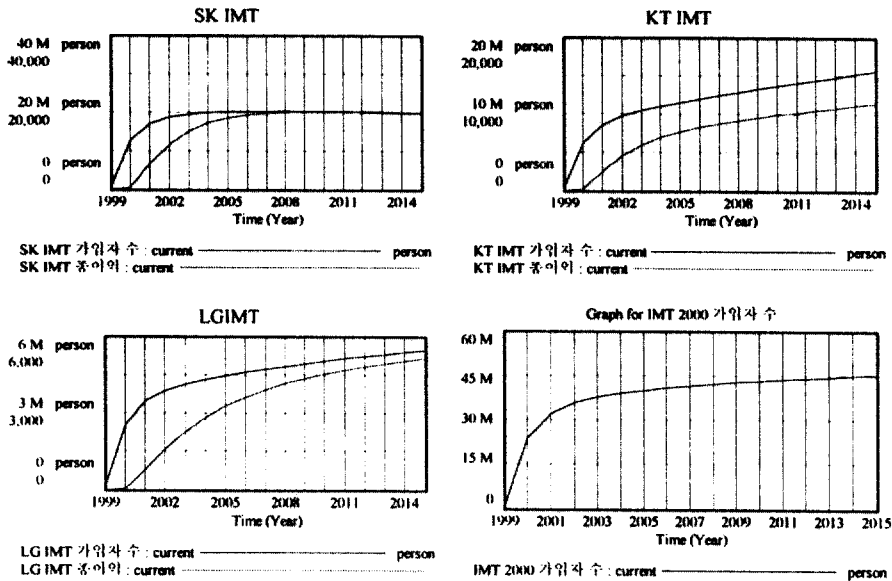 SK IMT
40 M person
40,000
20 M person
20,000
0 person
0
1999 2002 2005 2008 2011 2014
Time (Year)
SK IMT 가입자 수 : current person
SK IMT 총이익 : current
KT IMT
20 M person
20,000
10 M person
10,000
0 person
0
1999 2002 2005 2008 2011 2014
Time (Year)
KT IMT 가입자 수 : current person
KT IMT 총이익 : current
LGIMT
6 M person
6,000
3 M person
3,000
0 person
0
1999 2002 2005 2008 2011 2014
Time (Year)
LG IMT 가입자 수 : current person
LG IMT 총이익 : current
Graph for IMT 2000 가입자 수
60 M
45 M
30 M
15 M
0
1999 2001 2003 2005 2007 2009 2011 2013 2015
Time (Year)
IMT 2000 가입자 수 : current person